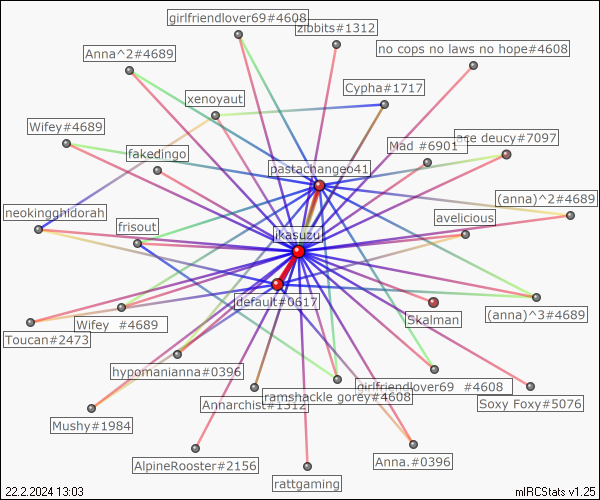 girlfriendlover69#4608
zibbits#1312
no cops no laws no hope#4608
Anna^2#4689
Cypha#1717
xenoyaut
Wifey#4689
fakedingo
Mad #6901
ace deucy#7097
pastachangeo41
(anna)^2#4689
neokingghidorah
frisout
jkasuzu
avelicious
default#0617
Skalman
(anna)^3#4689
Toucan#2473
Wifey #4689
hypomanianna#0396
Annarchist#1312
ramshackle gorey#4608
girlfriendlover69 #4608
Soxy Foxy#5076
Mushy#1984
AlpineRooster#2156
rattgaming
Anna.#0396
22.2.2024 13:03
mIRCStats v1.25